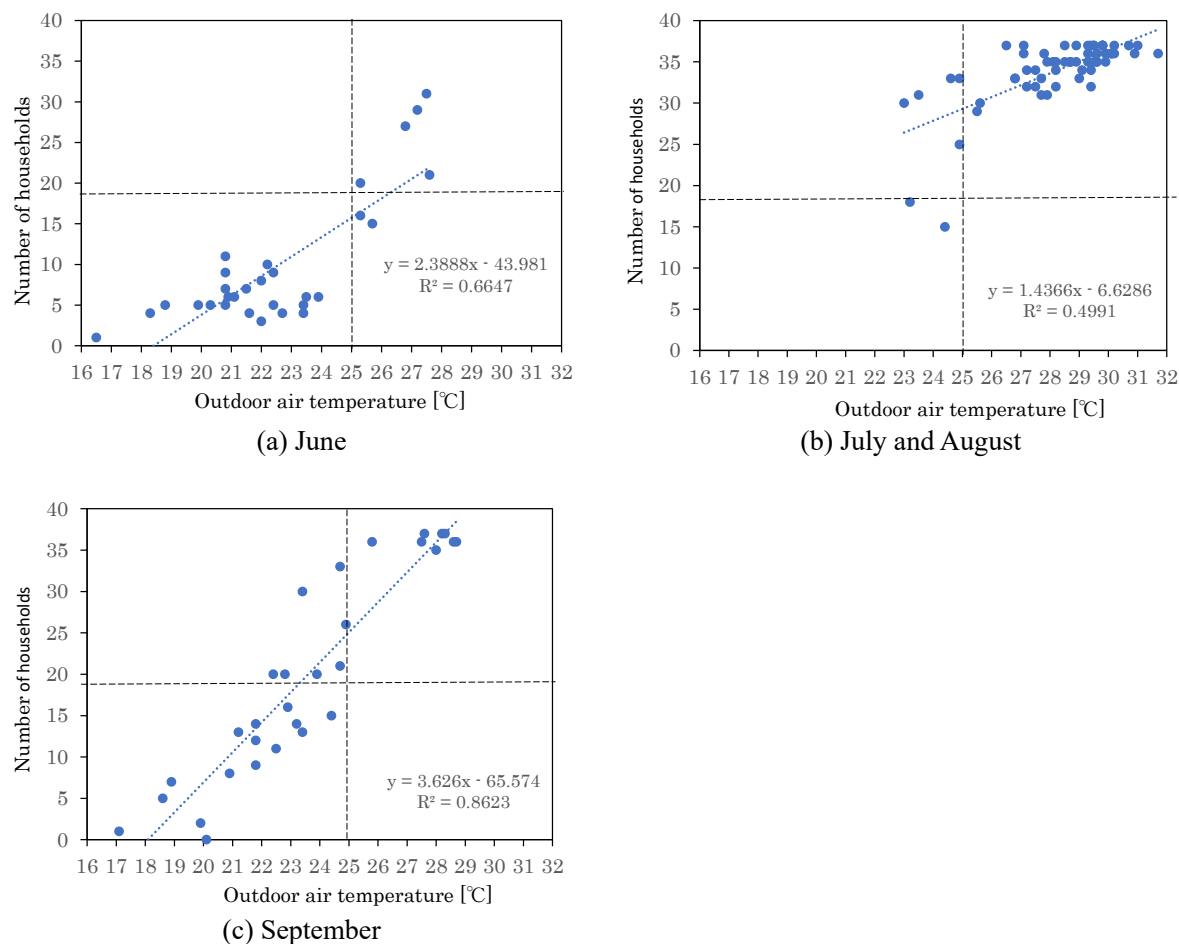 40
35
30
25
20
15
10
5
0
Number of households
y = 2.3888x - 43.981
R² = 0.6647
16 17 18 19 20 21 22 23 24 25 26 27 28 29 30 31 32
Outdoor air temperature [℃]
(a) June
40
35
30
25
20
15
10
5
0
Number of households
y = 1.4366x - 6.6286
R² = 0.4991
16 17 18 19 20 21 22 23 24 25 26 27 28 29 30 31 32
Outdoor air temperature [℃]
(b) July and August
40
35
30
25
20
15
10
5
0
Number of households
y = 3.626x - 65.574
R² = 0.8623
16 17 18 19 20 21 22 23 24 25 26 27 28 29 30 31 32
Outdoor air temperature [℃]
(c) September